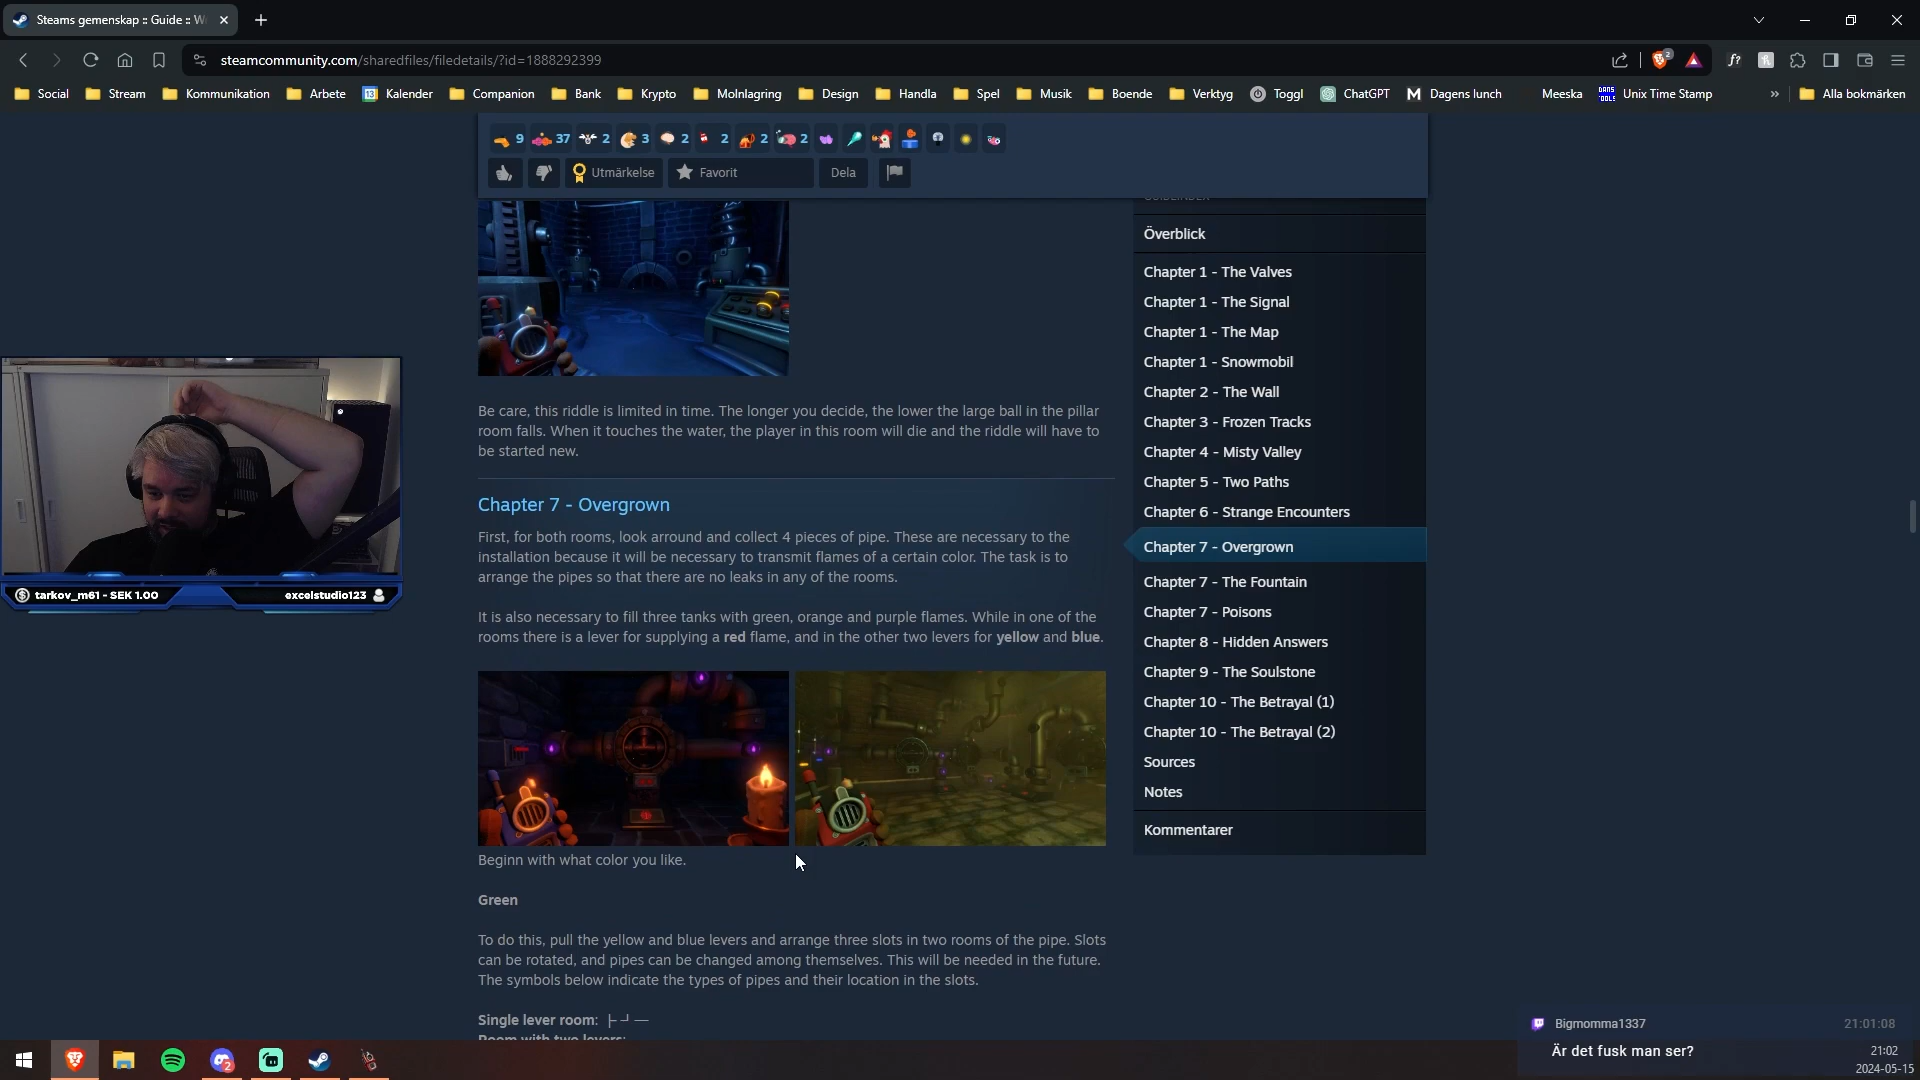 Steams gemenskap :: Guide :: W
steamcommunity.com/sharedfiles/filedetails/?id=1888292399
2
f?
Social
Stream
Kommunikation
Arbete
13
Kalender
Companion
Bank
Krypto
Molnlagring
Design
Handla
Spel
Musik
Boende
Verktyg
Toggl
ChatGPT
M Dagens lunch
Meeska
DANS TOOLS
Unix Time Stamp
»
Alla bokmärken
9 37 2 3 2 2 2 2
Utmärkelse
Favorit
Dela
Överblick
Chapter 1 - The Valves
Chapter 1 - The Signal
Chapter 1 - The Map
Chapter 1 - Snowmobil
Chapter 2 - The Wall
Chapter 3 - Frozen Tracks
Chapter 4 - Misty Valley
Chapter 5 - Two Paths
Chapter 6 - Strange Encounters
Chapter 7 - Overgrown
Chapter 7 - The Fountain
Chapter 7 - Poisons
Chapter 8 - Hidden Answers
Chapter 9 - The Soulstone
Chapter 10 - The Betrayal (1)
Chapter 10 - The Betrayal (2)
Sources
Notes
Kommentarer
Be care, this riddle is limited in time. The longer you decide, the lower the large ball in the pillar
room falls. When it touches the water, the player in this room will die and the riddle will have to
be started new.
Chapter 7 - Overgrown
First, for both rooms, look arround and collect 4 pieces of pipe. These are necessary to the
installation because it will be necessary to transmit flames of a certain color. The task is to
arrange the pipes so that there are no leaks in any of the rooms.
It is also necessary to fill three tanks with green, orange and purple flames. While in one of the
rooms there is a lever for supplying a red flame, and in the other two levers for yellow and blue.
Beginn with what color you like.
Green
To do this, pull the yellow and blue levers and arrange three slots in two rooms of the pipe. Slots
can be rotated, and pipes can be changed among themselves. This will be needed in the future.
The symbols below indicate the types of pipes and their location in the slots.
Single lever room: ├ ┘ —
Room with two levers:
tarkov_m61 - SEK 1.00
excelstudio123
Bigmomma1337
21:01:08
Är det fusk man ser?
2
21:02
2024-05-15